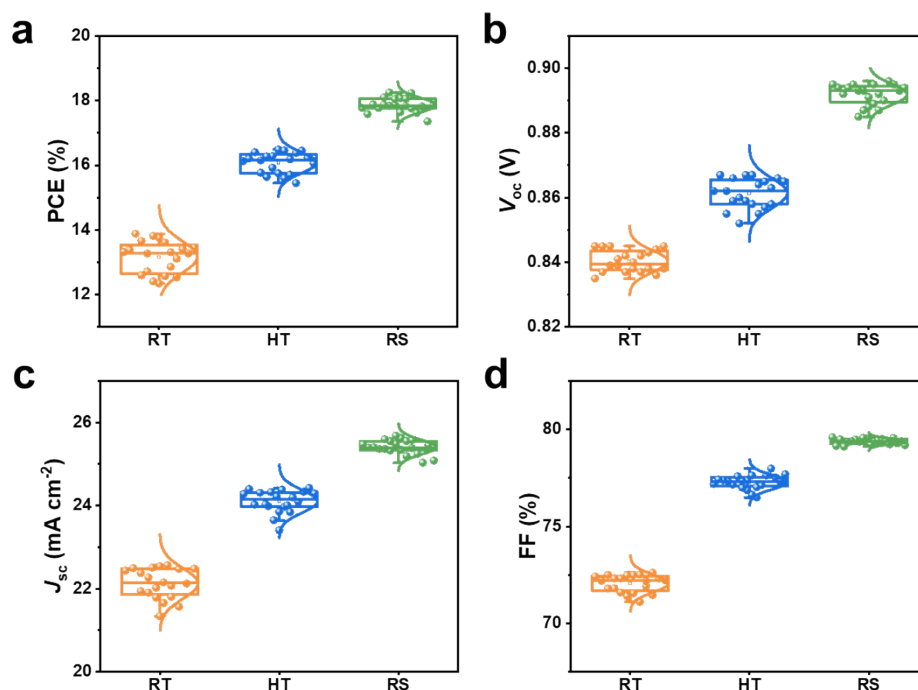 a
PCE (%)
20
18
16
14
12
RT HT RS
b
Voc (V)
0.90
0.88
0.86
0.84
0.82
RT HT RS
c
Jsc (mA cm-2)
26
24
22
20
RT HT RS
d
FF (%)
80
75
70
RT HT RS